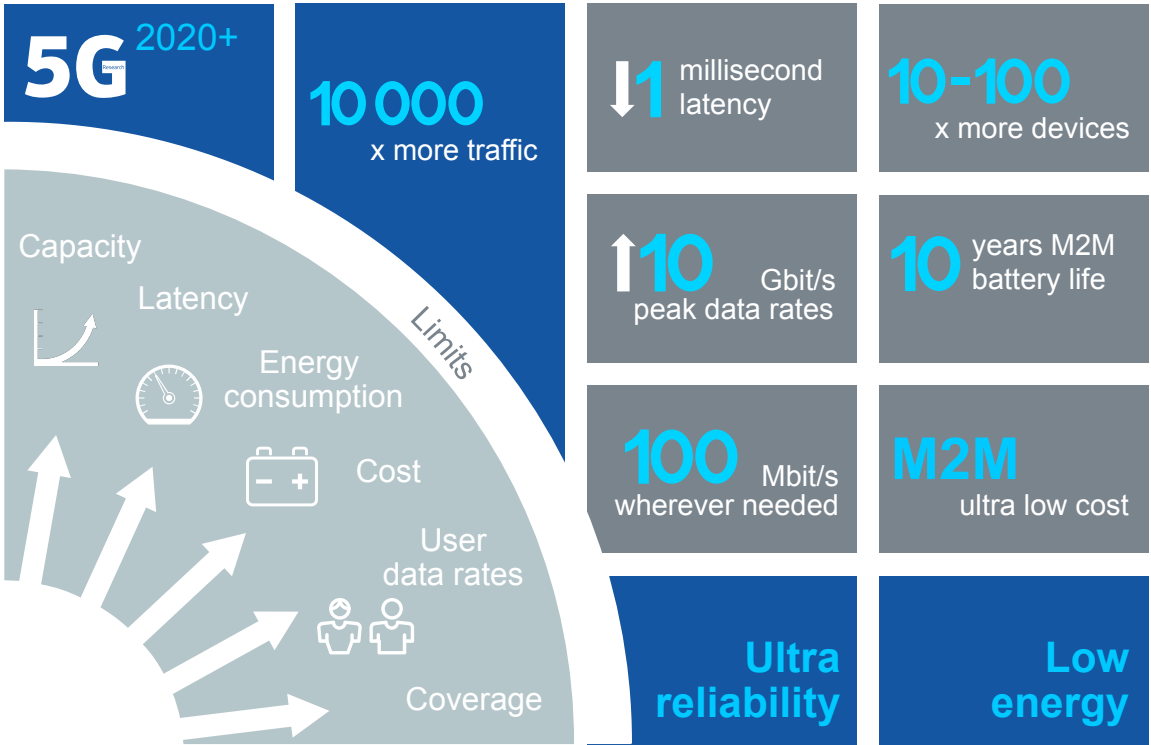 5G
Research
2020+
10 000
x more traffic
1 millisecond
latency
10-100
x more devices
10 Gbit/s
peak data rates
10 years M2M
battery life
100 Mbit/s
wherever needed
M2M
ultra low cost
Ultra
reliability
Low
energy
Limits
Capacity
Latency
Energy
consumption
Cost
User
data rates
Coverage